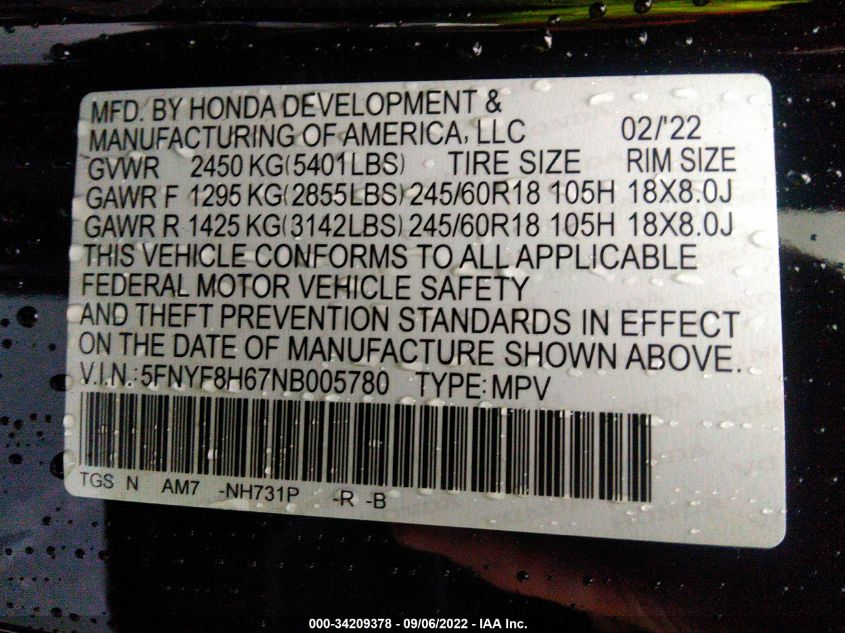 MFD. BY HONDA DEVELOPMENT &
MANUFACTURING OF AMERICA, LLC 02/'22
GVWR 2450 KG(5401LBS) TIRE SIZE RIM SIZE
GAWR F 1295 KG(2855LBS) 245/60R18 105H 18X8.0J
GAWR R 1425 KG(3142LBS) 245/60R18 105H 18X8.0J
THIS VEHICLE CONFORMS TO ALL APPLICABLE
FEDERAL MOTOR VEHICLE SAFETY
AND THEFT PREVENTION STANDARDS IN EFFECT
ON THE DATE OF MANUFACTURE SHOWN ABOVE.
V.I.N.: 5FNYF8H67NB005780 TYPE: MPV
TGS N AM7 -NH731P -R -B
000-34209378 - 09/06/2022 - IAA Inc.